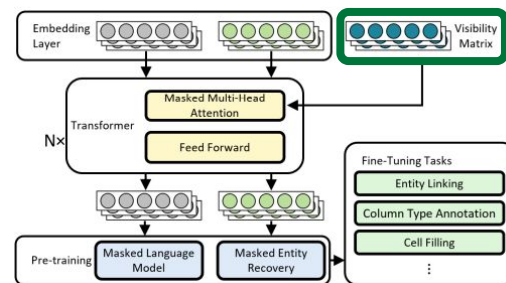 Embedding
Layer
Visibility
Matrix
N×
Transformer
Masked Multi-Head
Attention
Feed Forward
Fine-Tuning Tasks
Entity Linking
Column Type Annotation
Cell Filling
⋮
Pre-training
Masked Language
Model
Masked Entity
Recovery